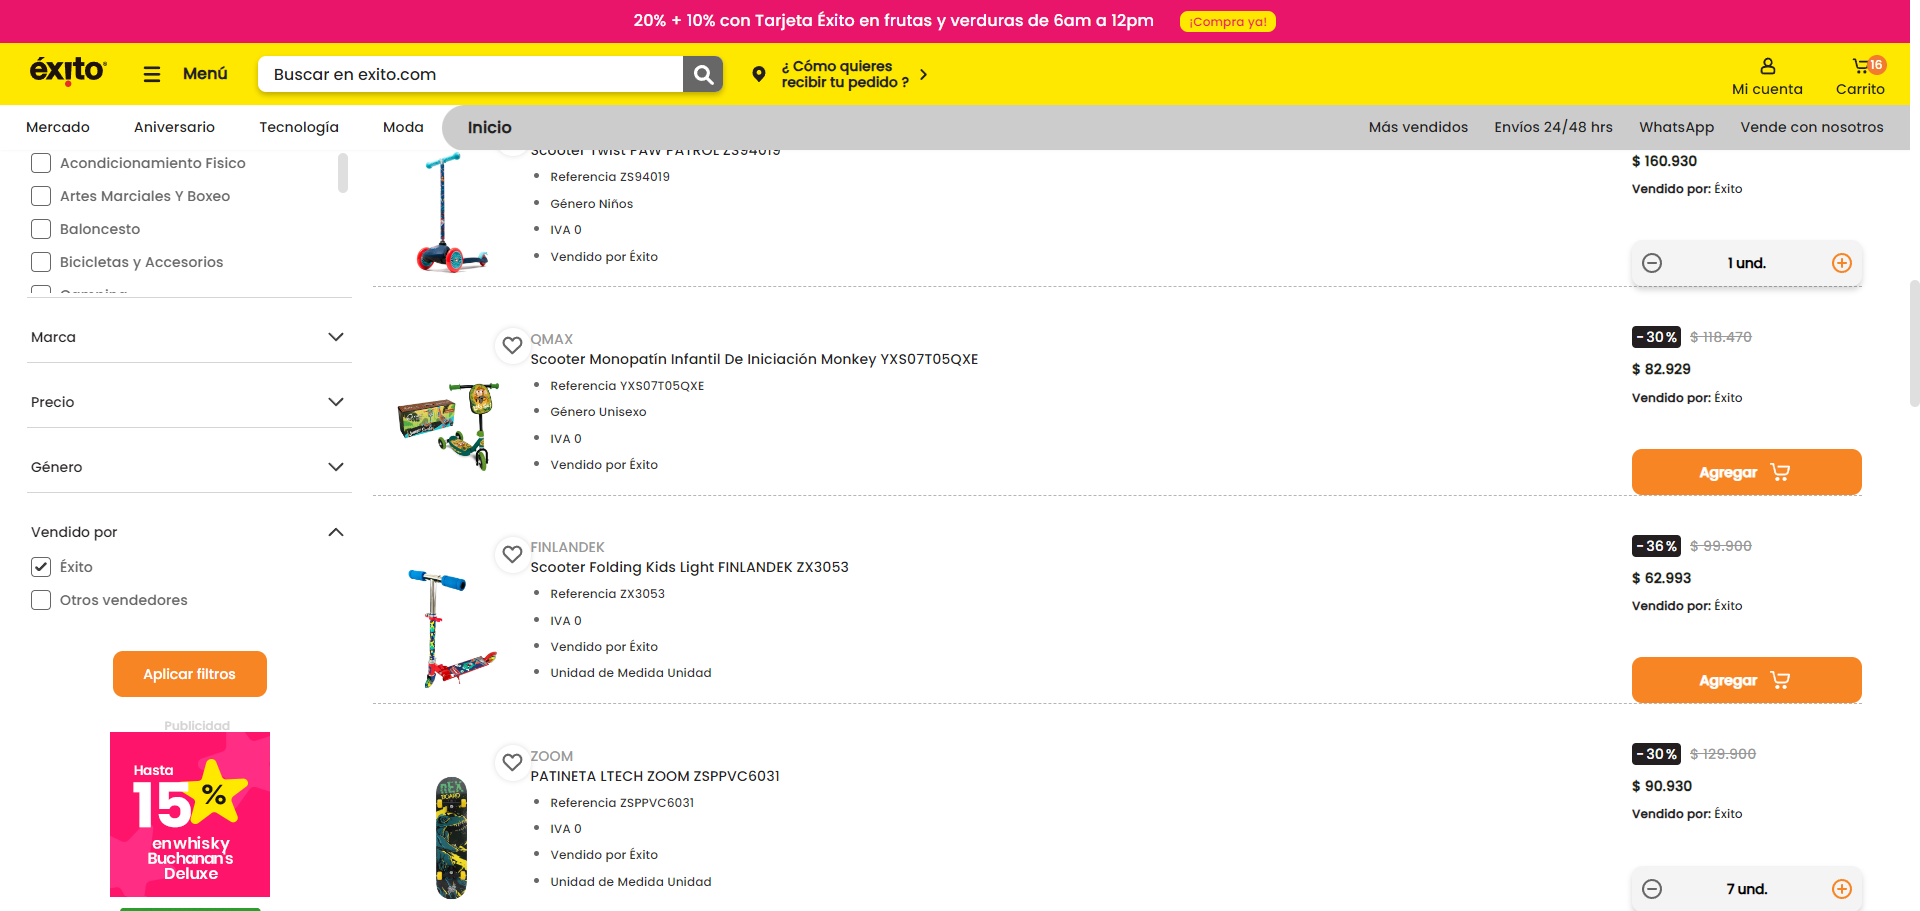 20% + 10% con Tarjeta Éxito en frutas y verduras de 6am a 12pm
¡Compra ya!
éxito
Menú
Buscar en exito.com
¿ Cómo quieres
recibir tu pedido ?
Mi cuenta
16
Carrito
Mercado
Aniversario
Tecnología
Moda
Inicio
Más vendidos
Envíos 24/48 hrs
WhatsApp
Vende con nosotros
Acondicionamiento Fisico
Artes Marciales Y Boxeo
Baloncesto
Bicicletas y Accesorios
Camping
Marca
Precio
Género
Vendido por
Éxito
Otros vendedores
Aplicar filtros
Publicidad
Hasta
15%
en whisky
Buchanan's
Deluxe
Scooter Twist PAW PATROL ZS94019
Referencia ZS94019
Género Niños
IVA 0
Vendido por Éxito
$ 160.930
Vendido por: Éxito
1 und.
QMAX
Scooter Monopatín Infantil De Iniciación Monkey YXS07T05QXE
Referencia YXS07T05QXE
Género Unisexo
IVA 0
Vendido por Éxito
-30% $ 118.470
$ 82.929
Vendido por: Éxito
Agregar
FINLANDEK
Scooter Folding Kids Light FINLANDEK ZX3053
Referencia ZX3053
IVA 0
Vendido por Éxito
Unidad de Medida Unidad
-36% $ 99.900
$ 62.993
Vendido por: Éxito
Agregar
ZOOM
PATINETA LTECH ZOOM ZSPPVC6031
Referencia ZSPPVC6031
IVA 0
Vendido por Éxito
Unidad de Medida Unidad
REX
BOARD
-30% $ 129.900
$ 90.930
Vendido por: Éxito
7 und.